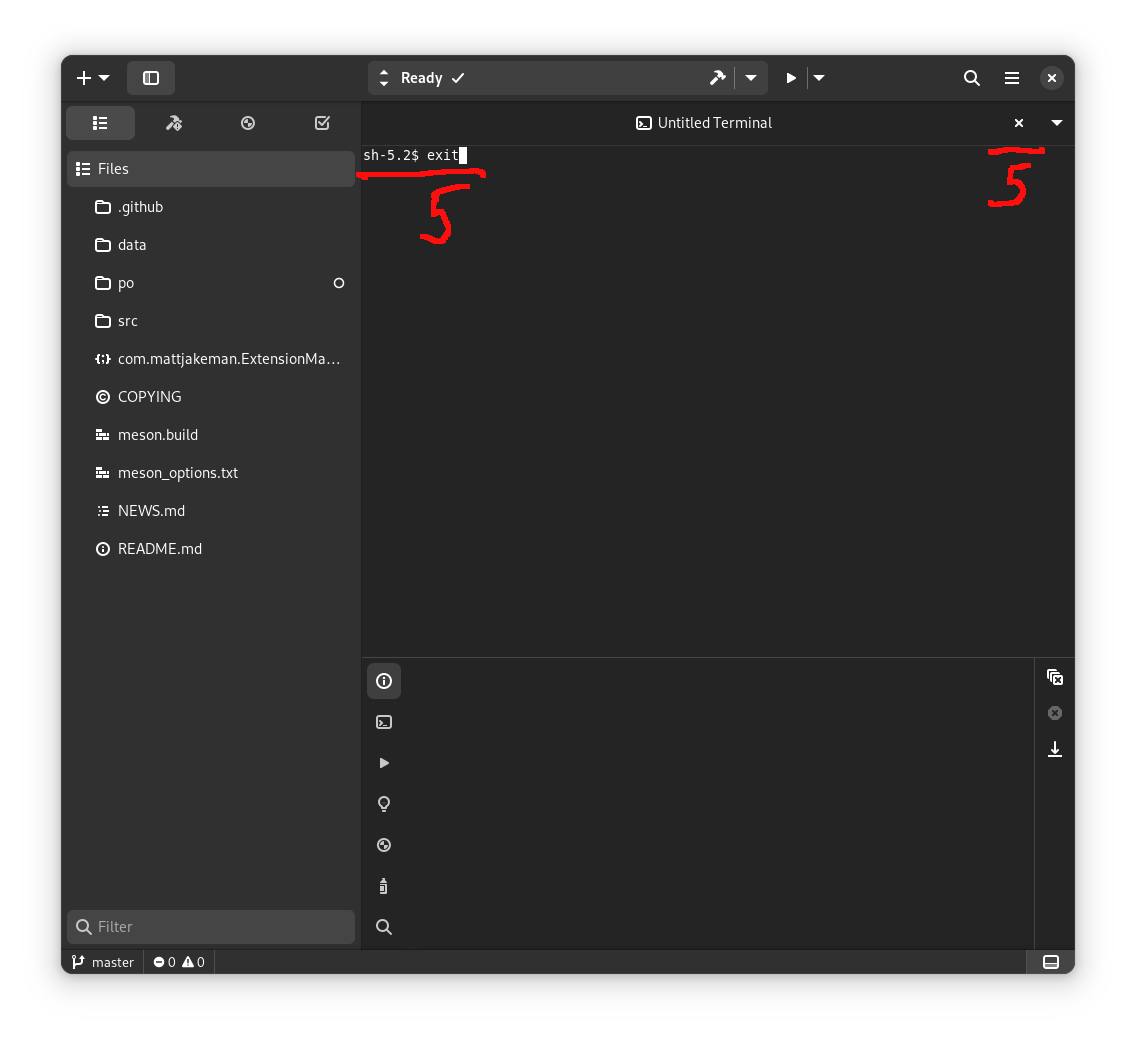 Ready
Untitled Terminal
Files
sh-5.2$ exit
5
5
.github
data
po
src
com.mattjakeman.ExtensionMa...
COPYING
meson.build
meson_options.txt
NEWS.md
README.md
Filter
master
0
0